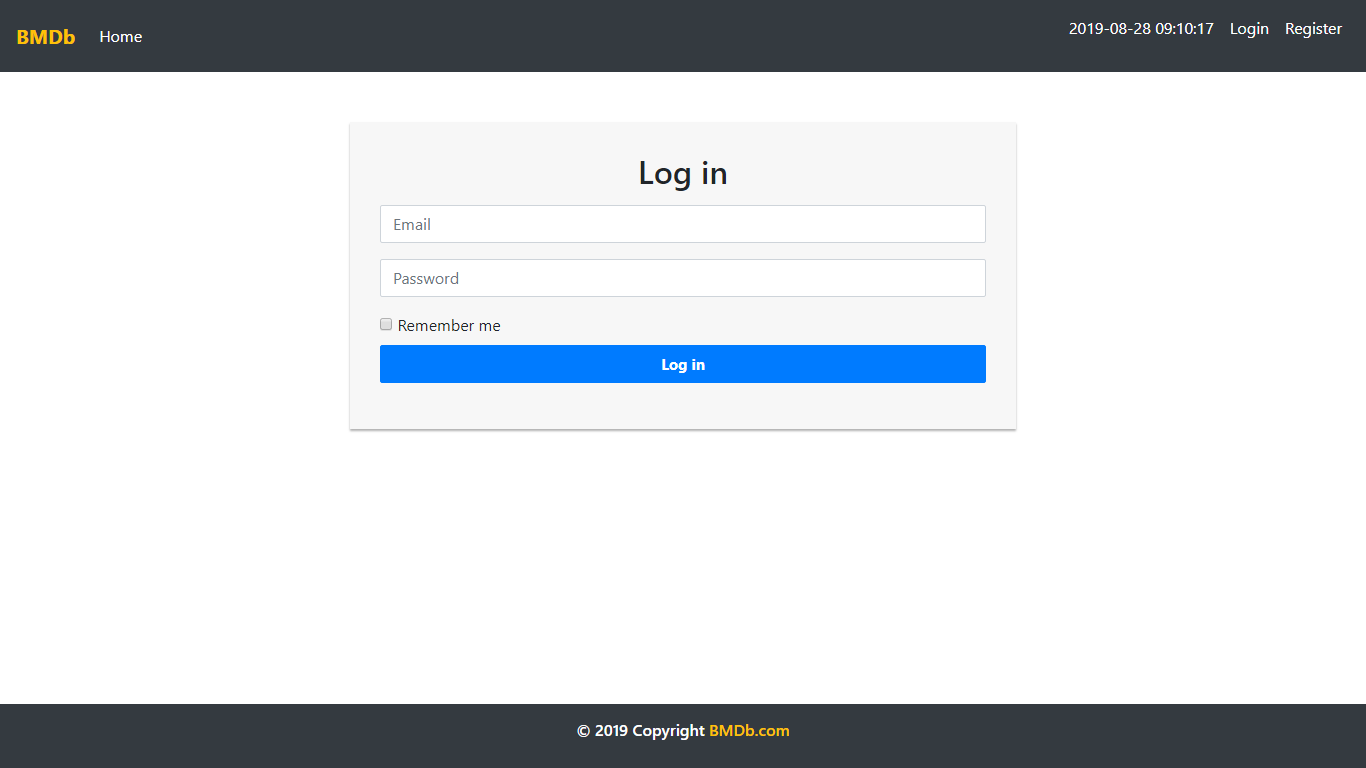 BMDb Home 2019-08-28 09:10:17 Login Register
Log in
Email
Password
Remember me
Log in
© 2019 Copyright BMDb.com